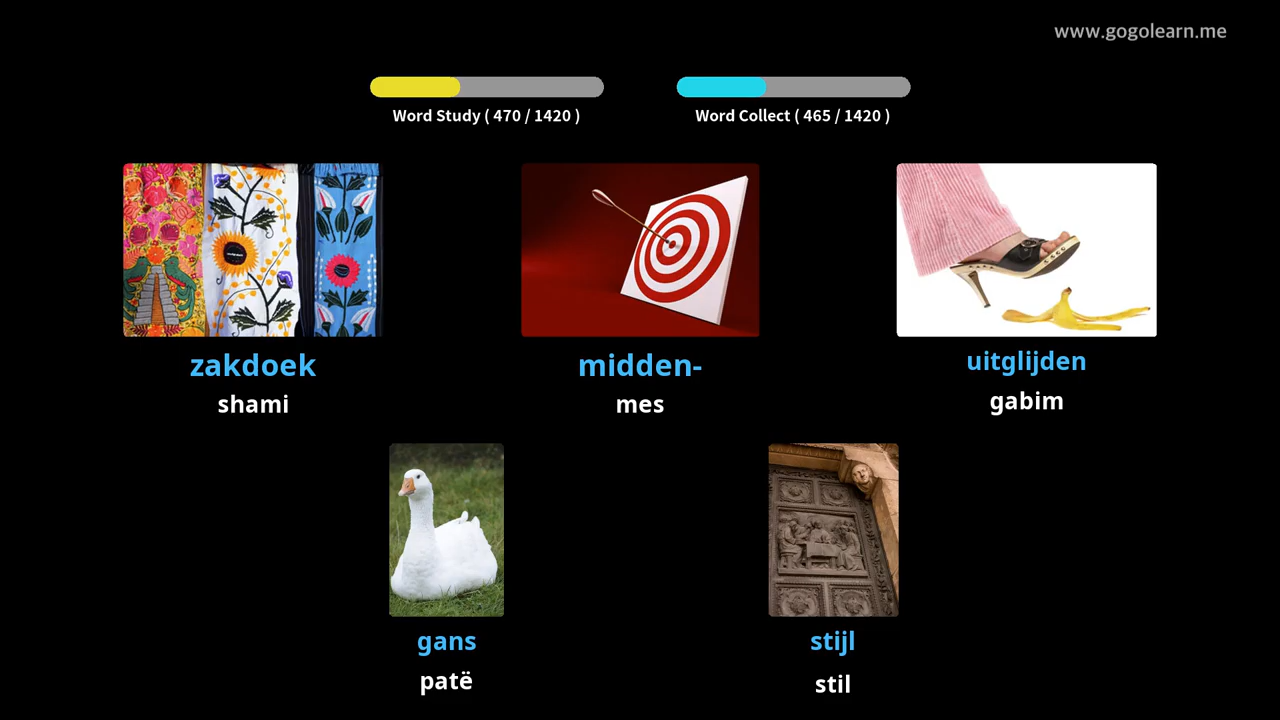 www.gogolearn.me
Word Study ( 470 / 1420 )
Word Collect ( 465 / 1420 )
zakdoek
shami
midden-
mes
uitglijden
gabim
gans
patë
stijl
stil